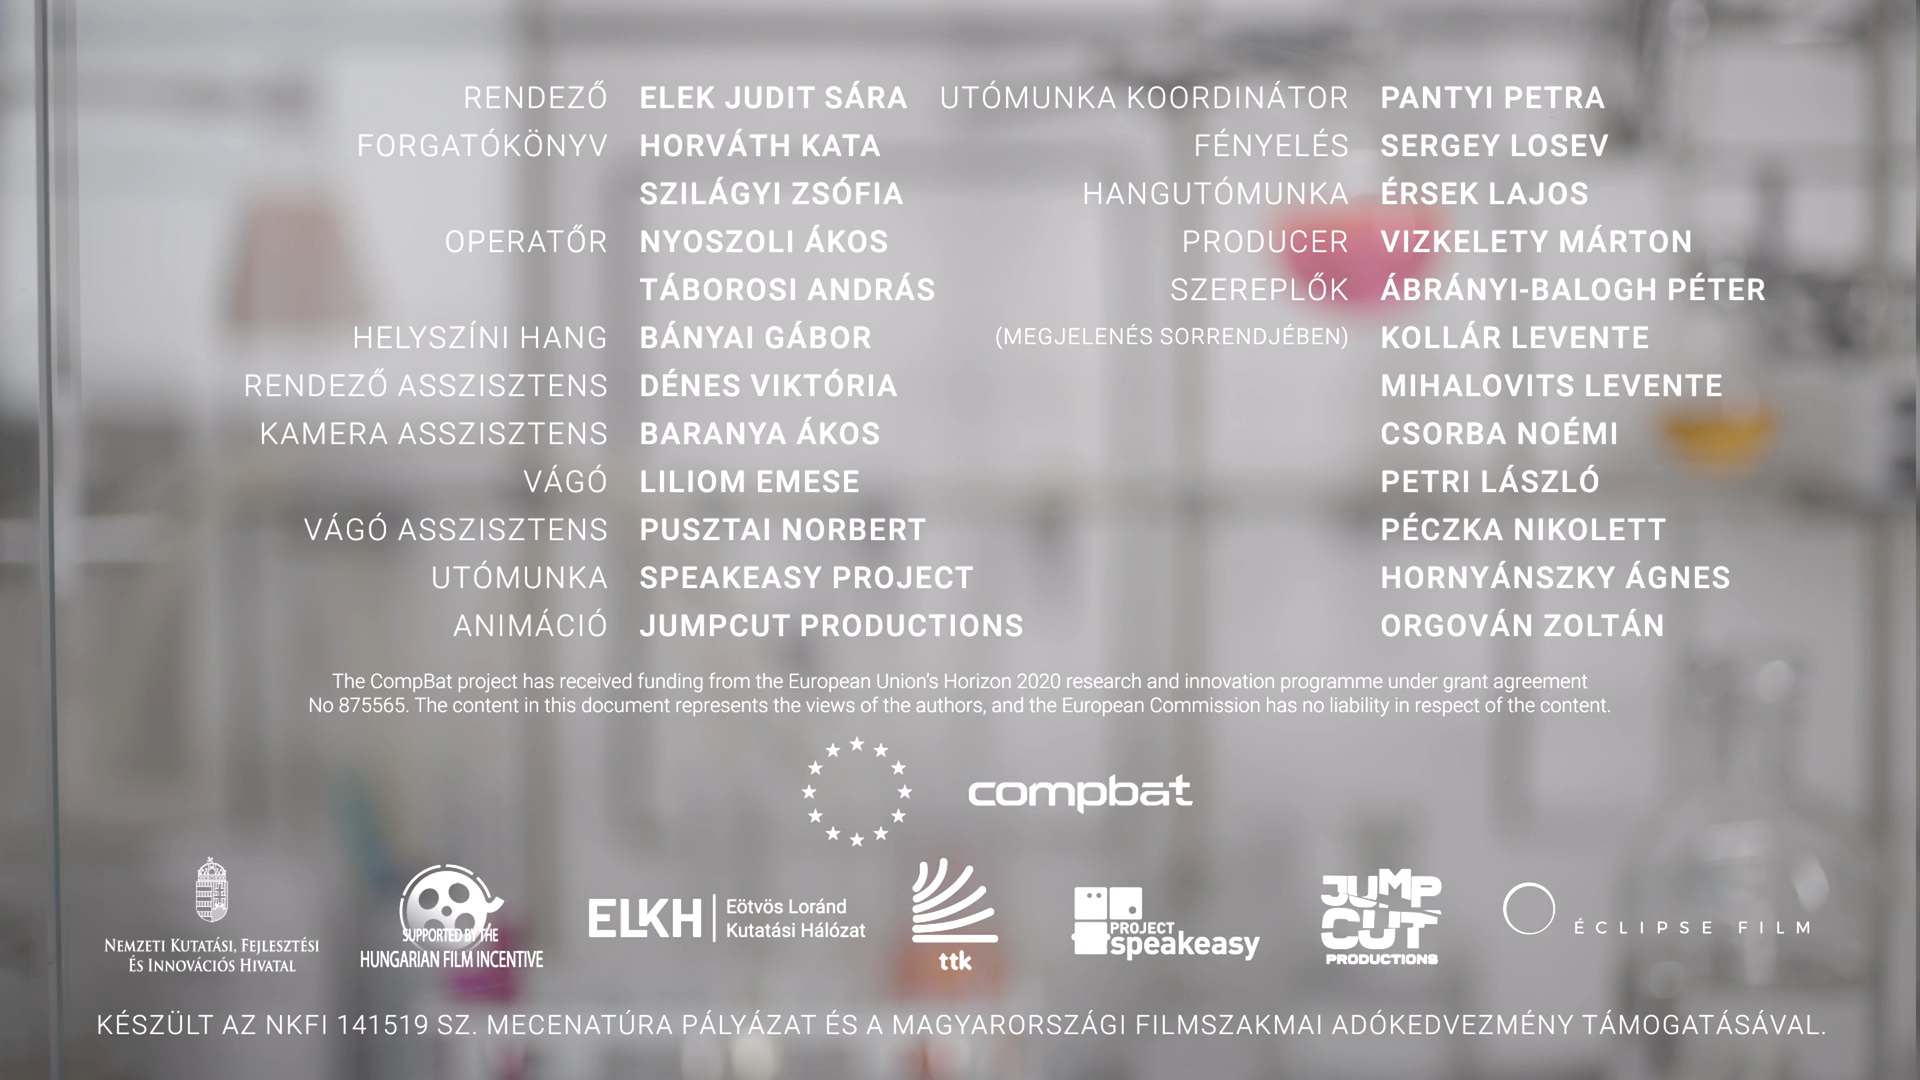 RENDEZŐ ELEK JUDIT SÁRA
FORGATÓKÖNYV HORVÁTH KATA
SZILÁGYI ZSÓFIA
OPERATŐR NYOSZOLI ÁKOS
TÁBOROSI ANDRÁS
HELYSZÍNI HANG BÁNYAI GÁBOR
RENDEZŐ ASSZISZTENS DÉNES VIKTÓRIA
KAMERA ASSZISZTENS BARANYA ÁKOS
VÁGÓ LILIOM EMESE
VÁGÓ ASSZISZTENS PUSZTAI NORBERT
UTÓMUNKA SPEAKEASY PROJECT
ANIMÁCIÓ JUMPCUT PRODUCTIONS
UTÓMUNKA KOORDINÁTOR PANTYI PETRA
FÉNYELÉS SERGEY LOSEV
HANGUTÓMUNKA ÉRSEK LAJOS
PRODUCER VIZKELETY MÁRTON
SZEREPLŐK ÁBRÁNYI-BALOGH PÉTER
(MEGJELENÉS SORRENDJÉBEN) KOLLÁR LEVENTE
MIHALOVITS LEVENTE
CSORBA NOÉMI
PETRI LÁSZLÓ
PÉCZKA NIKOLETT
HORNYÁNSZKY ÁGNES
ORGOVÁN ZOLTÁN
The CompBat project has received funding from the European Union's Horizon 2020 research and innovation programme under grant agreement
No 875565. The content in this document represents the views of the authors, and the European Commission has no liability in respect of the content.
compbat
NEMZETI KUTATÁSI, FEJLESZTÉSI
ÉS INNOVÁCIÓS HIVATAL
SUPPORTED BY THE
HUNGARIAN FILM INCENTIVE
ELKH Eötvös Loránd
Kutatási Hálózat
ttk
PROJECT
speakeasy
JUMP
CUT
PRODUCTIONS
ÉCLIPSE FILM
KÉSZÜLT AZ NKFI 141519 SZ. MECENATÚRA PÁLYÁZAT ÉS A MAGYARORSZÁGI FILMSZAKMAI ADÓKEDVEZMÉNY TÁMOGATÁSÁVAL.